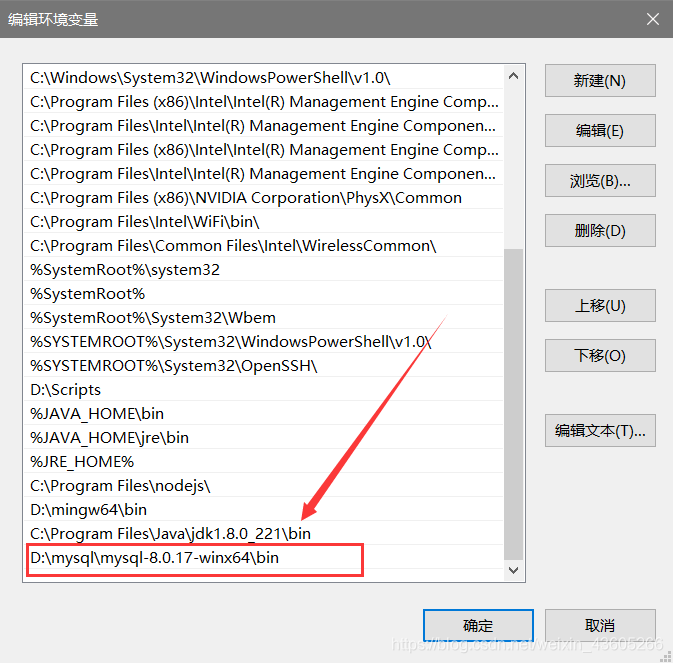 编辑环境变量
C:\Windows\System32\WindowsPowerShell\v1.0\
C:\Program Files (x86)\Intel\Intel(R) Management Engine Comp...
C:\Program Files\Intel\Intel(R) Management Engine Componen...
C:\Program Files (x86)\Intel\Intel(R) Management Engine Comp...
C:\Program Files\Intel\Intel(R) Management Engine Componen...
C:\Program Files (x86)\NVIDIA Corporation\PhysX\Common
C:\Program Files\Intel\WiFi\bin\
C:\Program Files\Common Files\Intel\WirelessCommon\
%SystemRoot%\system32
%SystemRoot%
%SystemRoot%\System32\Wbem
%SYSTEMROOT%\System32\WindowsPowerShell\v1.0\
%SYSTEMROOT%\System32\OpenSSH\
D:\Scripts
%JAVA_HOME\bin
%JAVA_HOME\jre\bin
%JRE_HOME%
C:\Program Files\nodejs\
D:\mingw64\bin
C:\Program Files\Java\jdk1.8.0_221\bin
D:\mysql\mysql-8.0.17-winx64\bin
新建(N)
编辑(E)
浏览(B)...
删除(D)
上移(U)
下移(O)
编辑文本(T)...
确定
取消
https://blog.csdn.net/weixin_43605266